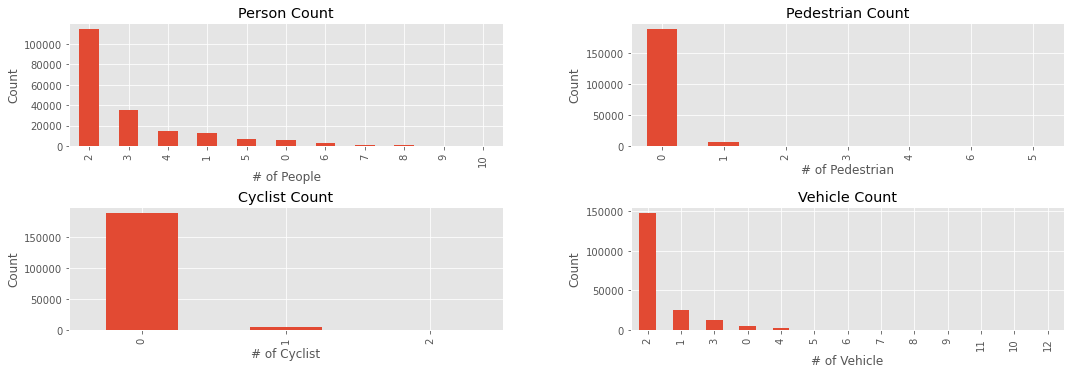 Person Count
Count
100000
80000
60000
40000
20000
0
2 3 4 1 5 0 6 7 8 9 10
# of People
Pedestrian Count
Count
150000
100000
50000
0
0 1 2 3 4 6 5
# of Pedestrian
Cyclist Count
Count
150000
100000
50000
0
0 1 2
# of Cyclist
Vehicle Count
Count
150000
100000
50000
0
2 1 3 0 4 5 6 7 8 9 11 10 12
# of Vehicle